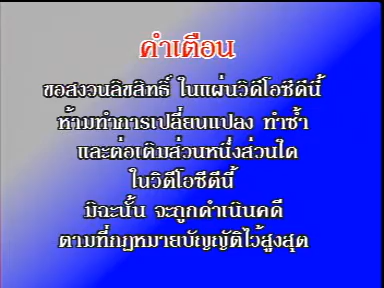 คำเตือน
ขอสงวนลิขสิทธิ์ ในแผ่นวิดีโอซีดีนี้
ห้ามทำการเปลี่ยนแปลง ทำซ้ำ
และต่อเติมส่วนหนึ่งส่วนใด
ในวิดีโอซีดีนี้
มิฉะนั้น จะถูกดำเนินคดี
ตามที่กฎหมายบัญญัติไว้สูงสุด